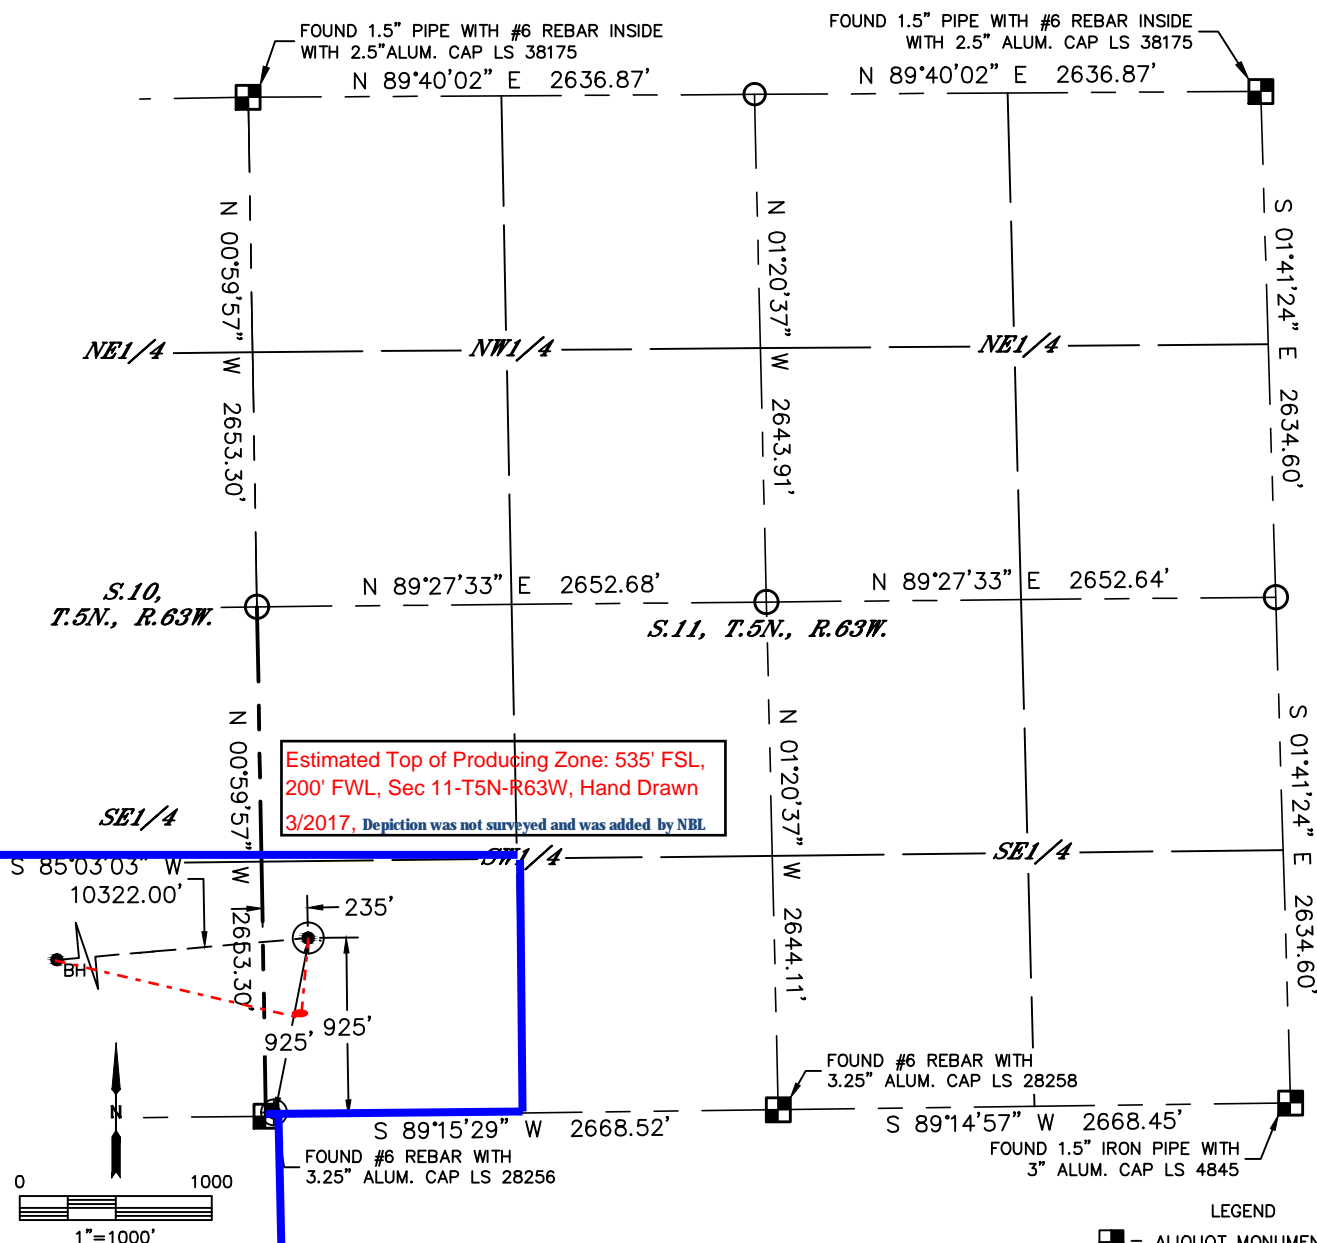 FOUND 1.5" PIPE WITH #6 REBAR INSIDE
WITH 2.5"ALUM. CAP LS 38175
FOUND 1.5" PIPE WITH #6 REBAR INSIDE
WITH 2.5" ALUM. CAP LS 38175
N 89°40'02" E 2636.87'
N 89°40'02" E 2636.87'
N 00°59'57" W 2653.30'
N 01°20'37" W 2643.91'
S 01°41'24" E 2634.60'
NE1/4
NW1/4
NE1/4
S.10,
T.5N., R.63W.
N 89°27'33" E 2652.68'
N 89°27'33" E 2652.64'
S.11, T.5N., R.63W.
N 00°59'57" W 2653.30'
N 01°20'37" W 2644.11'
S 01°41'24" E 2634.60'
Estimated Top of Producing Zone: 535' FSL,
200' FWL, Sec 11-T5N-R63W, Hand Drawn
3/2017, Depiction was not surveyed and was added by NBL
SE1/4
SW1/4
SE1/4
S 85°03'03" W
10322.00'
235'
BH
925'
925'
N
FOUND #6 REBAR WITH
3.25" ALUM. CAP LS 28258
S 89°15'29" W 2668.52'
S 89°14'57" W 2668.45'
FOUND #6 REBAR WITH
3.25" ALUM. CAP LS 28256
FOUND 1.5" IRON PIPE WITH
3" ALUM. CAP LS 4845
0 1000
1"=1000'
LEGEND
= ALIQUOT MONUMEN